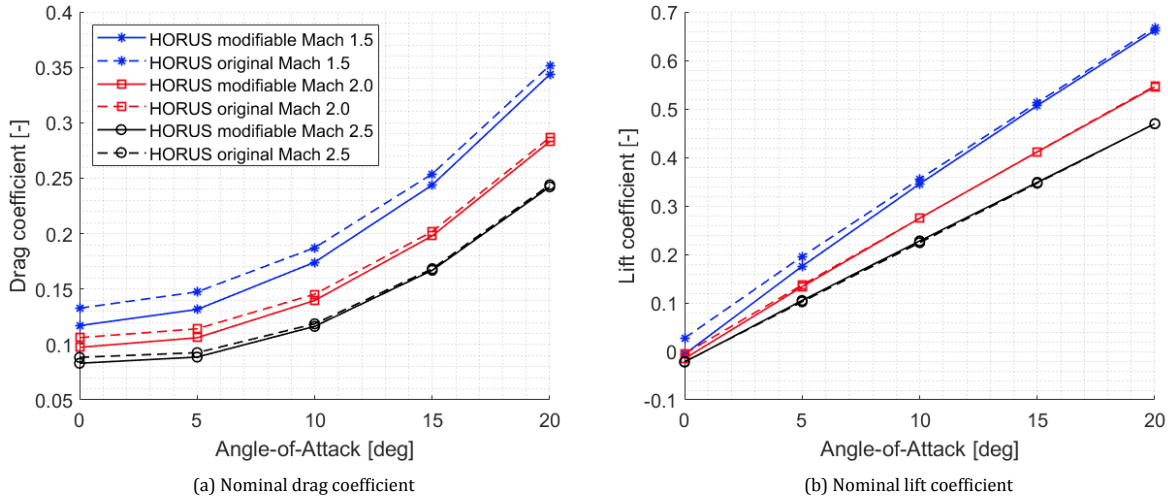 0.4
0.35
0.3
0.25
0.2
0.15
0.1
0.05
Drag coefficient [-]
HORUS modifiable Mach 1.5
HORUS original Mach 1.5
HORUS modifiable Mach 2.0
HORUS original Mach 2.0
HORUS modifiable Mach 2.5
HORUS original Mach 2.5
0 5 10 15 20
Angle-of-Attack [deg]
(a) Nominal drag coefficient
0.7
0.6
0.5
0.4
0.3
0.2
0.1
0
-0.1
Lift coefficient [-]
0 5 10 15 20
Angle-of-Attack [deg]
(b) Nominal lift coefficient